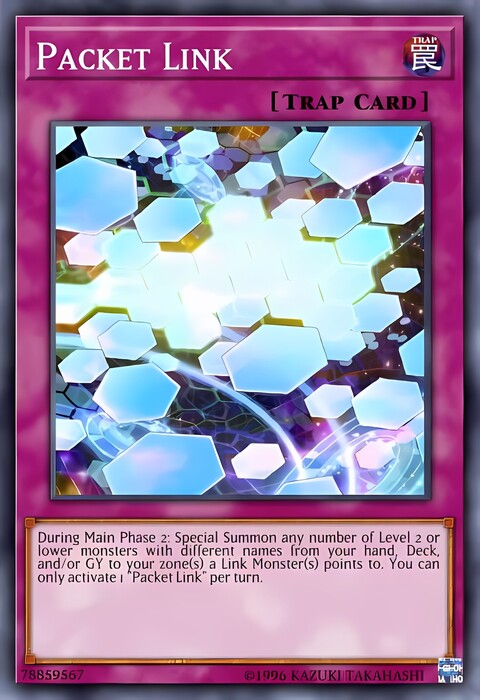 PACKET LINK
TRAP
罠
[TRAP CARD]
During Main Phase 2: Special Summon any number of Level 2 or
lower monsters with different names from your hand, Deck,
and/or GY to your zone(s) a Link Monster(s) points to. You can
only activate 1 "Packet Link" per turn.
78859567
©1996 KAZUKI TAKAHASHI